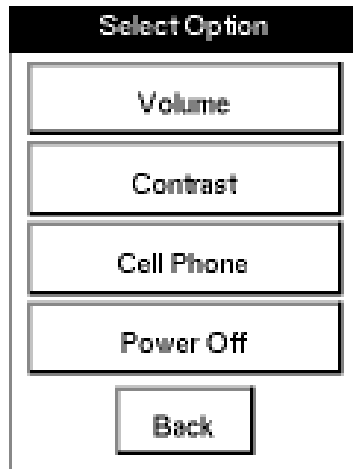 Select Option
Volume
Contrast
Cell Phone
Power Off
Back